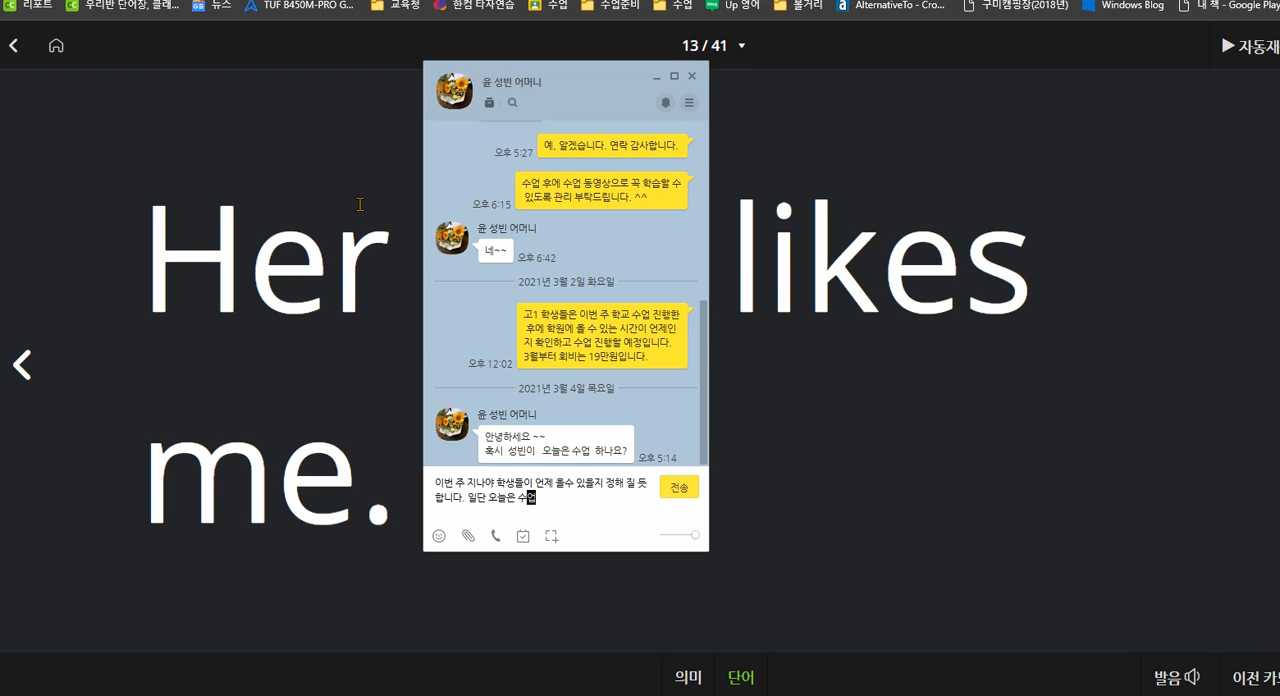 리포트 우리반 단어장, 클래... 뉴스 TUF B450M-PRO G... 교육청 한컴 타자연습 수업 수업준비 수업 Up 영어 볼거리 AlternativeTo - Cro... 구미캠핑장(2018년) Windows Blog 내 책 - Google Play
13 / 41
자동재
윤 성빈 어머니
예, 알겠습니다. 연락 감사합니다.
오후 5:27
수업 후에 수업 동영상으로 꼭 학습할 수
있도록 관리 부탁드립니다. ^^
오후 6:15
윤 성빈 어머니
네~~
오후 6:42
2021년 3월 2일 화요일
고1 학생들은 이번 주 학교 수업 진행한
후에 학원에 올 수 있는 시간이 언제인
지 확인하고 수업 진행할 예정입니다.
3월부터 회비는 19만원입니다.
오후 12:02
2021년 3월 4일 목요일
윤 성빈 어머니
안녕하세요 ~~
혹시 성빈이 오늘은 수업 하나요?
오후 5:14
이번 주 지나야 학생들이 언제 올수 있을지 정해 질 듯
합니다. 일단 오늘은 수업
전송
Her likes
me.
의미 단어 발음 이전 카